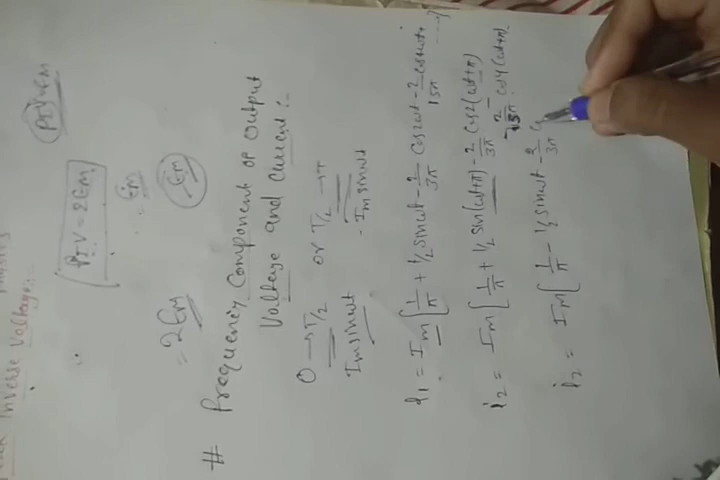 Inverse Voltage:-
PIV = Em
PIV = 2Em
Em
Em
= 2Em
# Frequency Component of Output
Voltage and Current:-
0 → T/2 or T/2 → π
Im sinωt - Im sinωt
i1 = Im [ 1/π + 1/2 sinωt - 2/3π cos2ωt - 2/15π cos4ωt ....]
i2 = Im [ 1/π + 1/2 sin(ωt+π) - 2/3π cos2(ωt+π)
- 2/15π cos4(ωt+π)
i2 = Im [ 1/π - 1/2 sinωt - 2/3π c